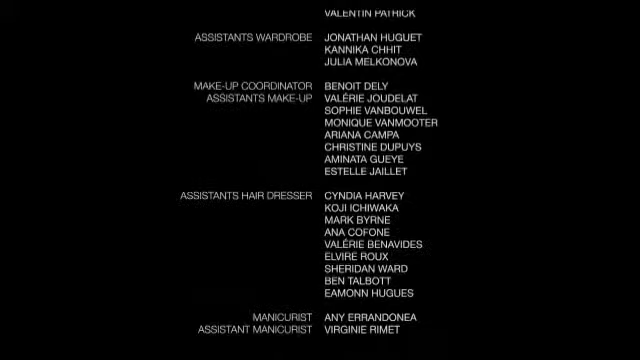 VALENTIN PATRICK
ASSISTANTS WARDROBE JONATHAN HUGUET
KANNIKA CHHIT
JULIA MELKONOVA
MAKE-UP COORDINATOR BENOIT DELY
ASSISTANTS MAKE-UP VALÉRIE JOUDELAT
SOPHIE VANBOUWEL
MONIQUE VANMOOTER
ARIANA CAMPA
CHRISTINE DUPUYS
AMINATA GUEYE
ESTELLE JAILLET
ASSISTANTS HAIR DRESSER CYNDIA HARVEY
KOJI ICHIWAKA
MARK BYRNE
ANA COFONE
VALÉRIE BENAVIDES
ELVIRE ROUX
SHERIDAN WARD
BEN TALBOTT
EAMONN HUGUES
MANICURIST ANY ERRANDONEA
ASSISTANT MANICURIST VIRGINIE RIMET